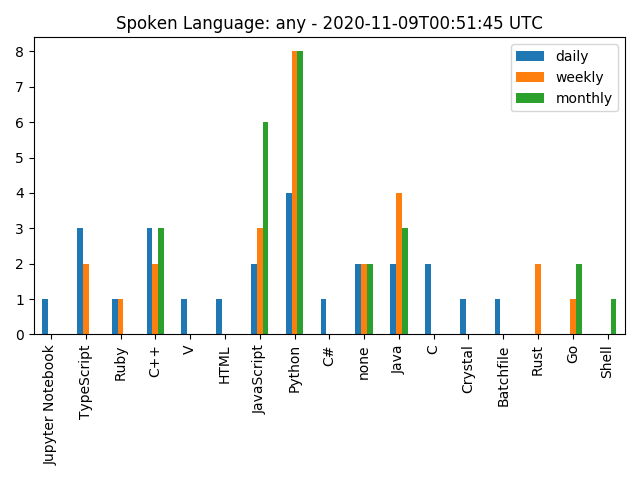 Spoken Language: any - 2020-11-09T00:51:45 UTC
daily
weekly
monthly
8
7
6
5
4
3
2
1
0
Jupyter Notebook
TypeScript
Ruby
C++
V
HTML
JavaScript
Python
C#
none
Java
C
Crystal
Batchfile
Rust
Go
Shell